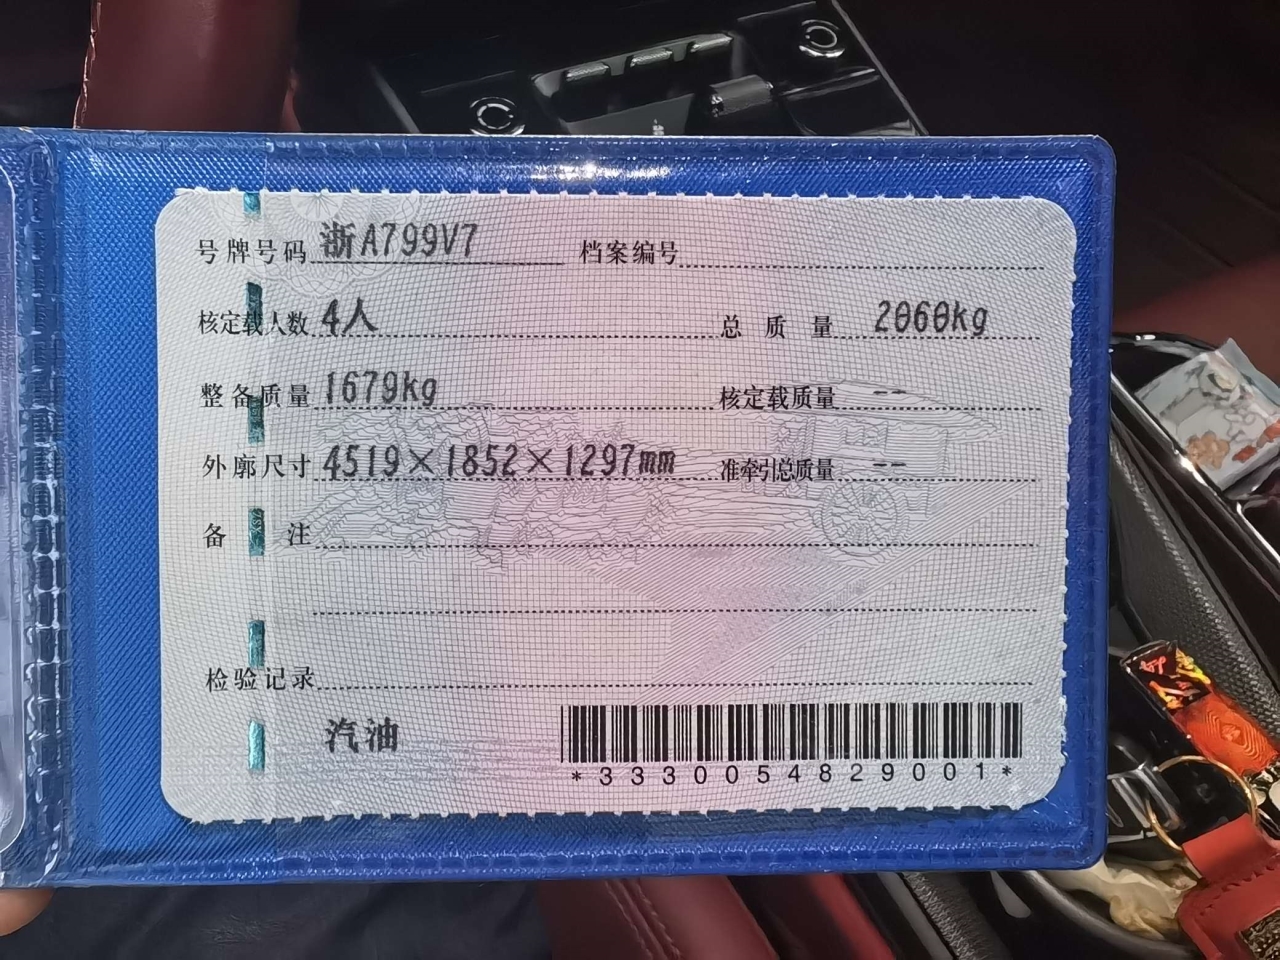 号牌号码 浙A799V7 档案编号
核定载人数 4人 总质量 2060kg
整备质量 1679kg 核定载质量 --
外廓尺寸 4519×1852×1297mm 准牵引总质量 --
备注
检验记录
汽油
*3330054829001*